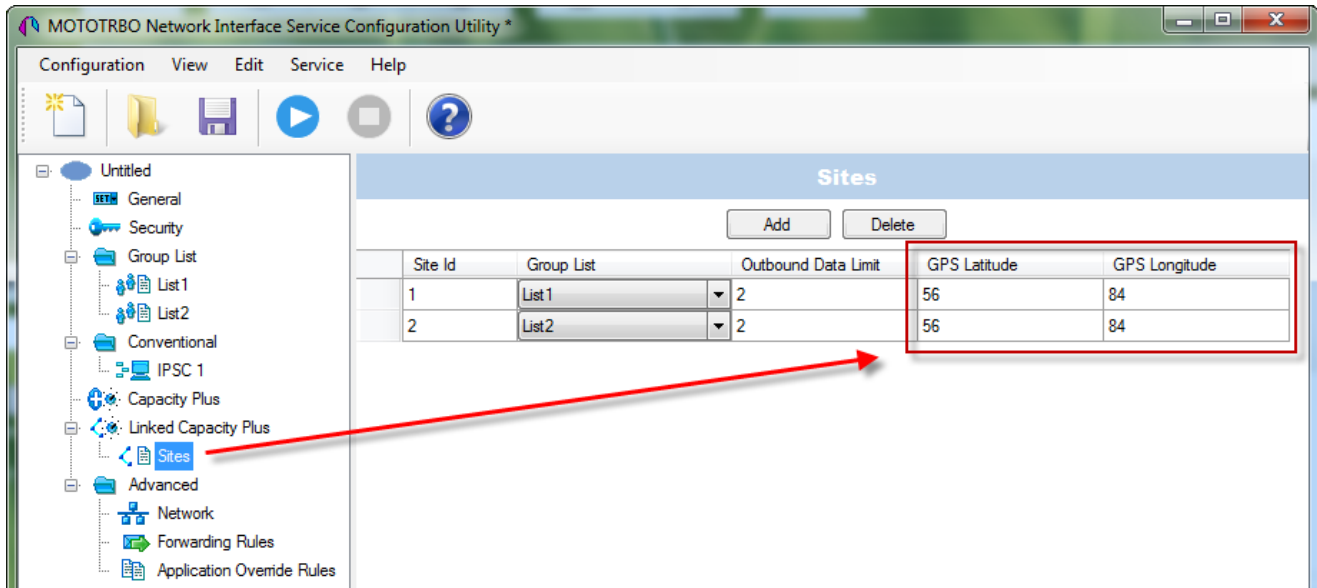 MOTOTRBO Network Interface Service Configuration Utility *
Configuration View Edit Service Help
Untitled
SET
General
Security
Group List
List1
List2
Conventional
IPSC 1
Capacity Plus
Linked Capacity Plus
Sites
Advanced
Network
Forwarding Rules
Application Override Rules
Sites
Add Delete
Site Id Group List Outbound Data Limit GPS Latitude GPS Longitude
1 List1 2 56 84
2 List2 2 56 84